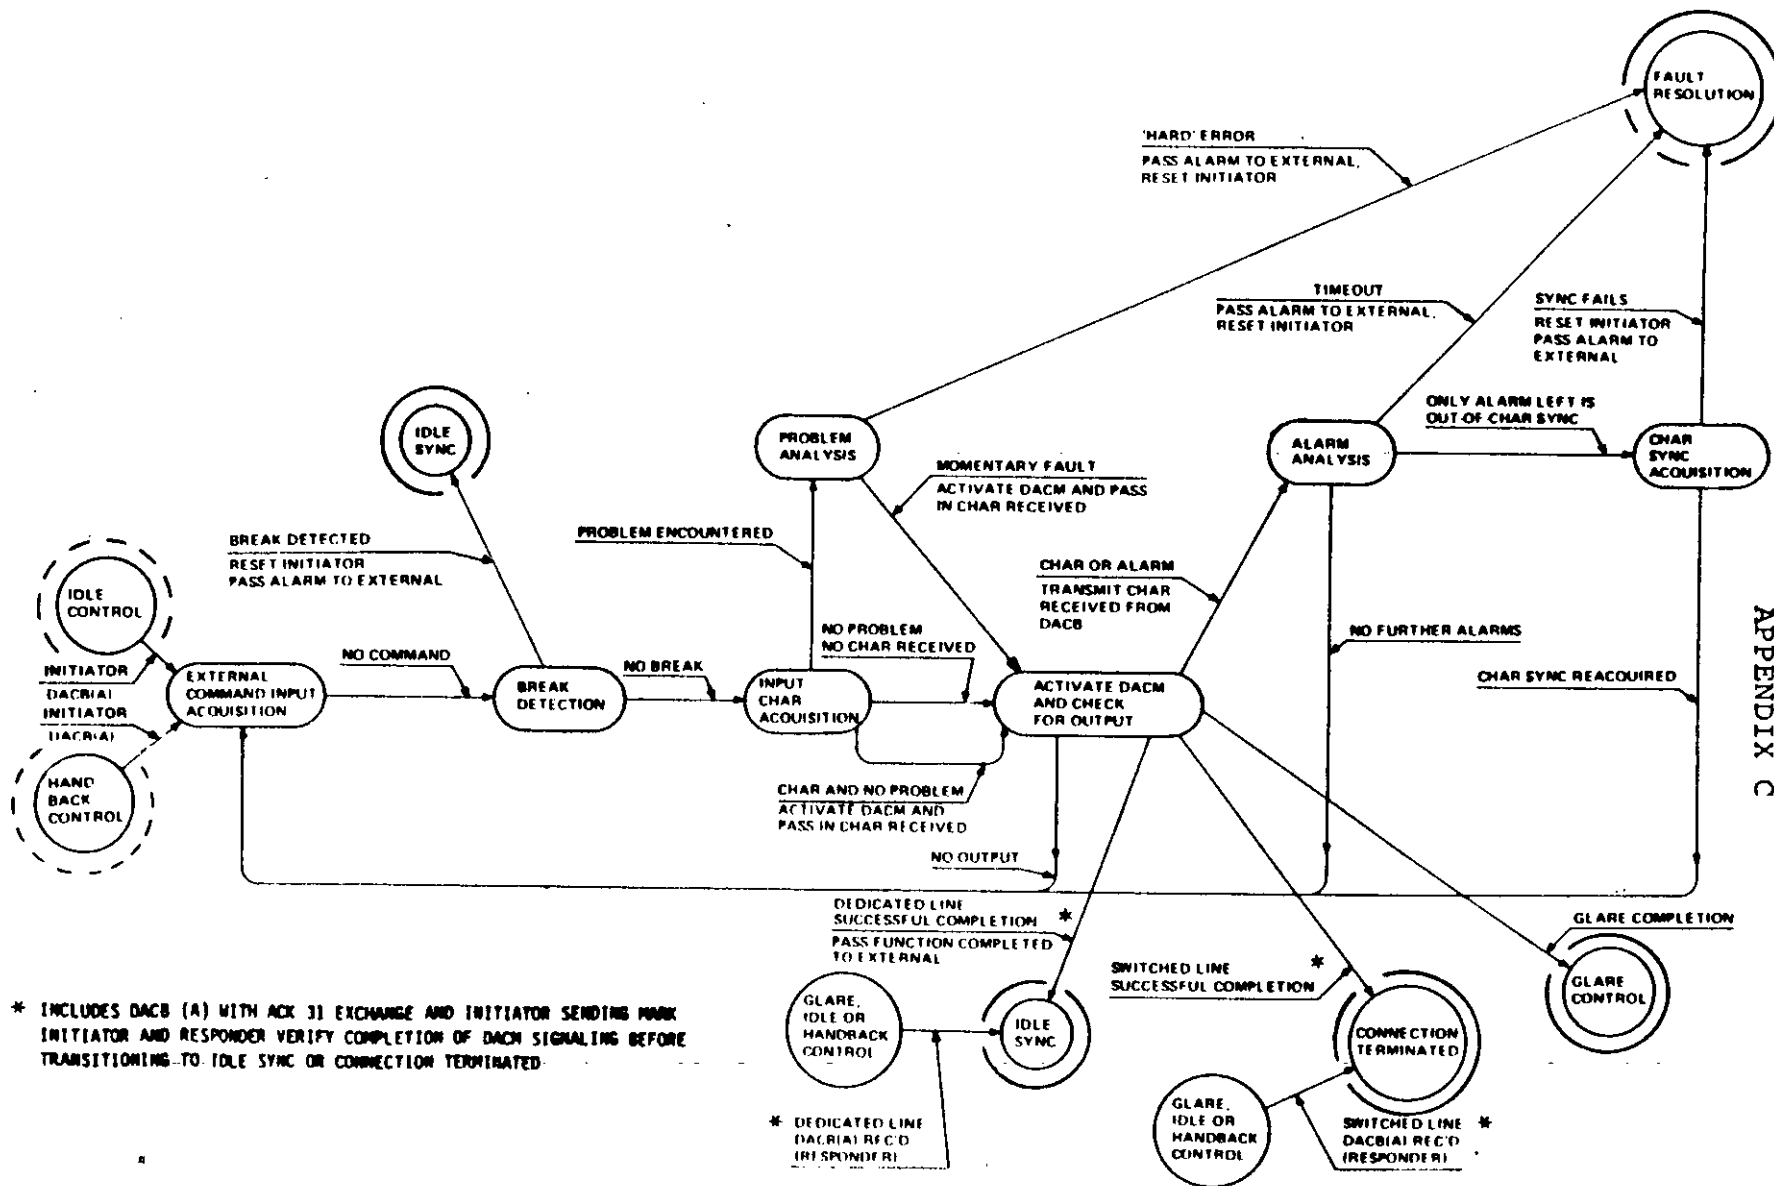 FAULT
RESOLUTION
'HARD' ERROR
PASS ALARM TO EXTERNAL,
RESET INITIATOR
TIMEOUT
PASS ALARM TO EXTERNAL,
RESET INITIATOR
SYNC FAILS
RESET INITIATOR
PASS ALARM TO
EXTERNAL
IDLE
SYNC
PROBLEM
ANALYSIS
MOMENTARY FAULT
ACTIVATE DACM AND PASS
IN CHAR RECEIVED
ALARM
ANALYSIS
ONLY ALARM LEFT IS
OUT-OF CHAR SYNC
CHAR
SYNC
ACQUISITION
BREAK DETECTED
RESET INITIATOR
PASS ALARM TO EXTERNAL
PROBLEM ENCOUNTERED
CHAR OR ALARM
TRANSMIT CHAR
RECEIVED FROM
DACB
IDLE
CONTROL
INITIATOR
DACB(A)
INITIATOR
DACB(A)
HAND
BACK
CONTROL
EXTERNAL
COMMAND INPUT
ACQUISITION
NO COMMAND
BREAK
DETECTION
NO BREAK
INPUT
CHAR
ACQUISITION
NO PROBLEM
NO CHAR RECEIVED
ACTIVATE DACM
AND CHECK
FOR OUTPUT
NO FURTHER ALARMS
CHAR SYNC REACQUIRED
APPENDIX C
CHAR AND NO PROBLEM
ACTIVATE DACM AND
PASS IN CHAR RECEIVED
NO OUTPUT
DEDICATED LINE
SUCCESSFUL COMPLETION *
PASS FUNCTION COMPLETED
TO EXTERNAL
SWITCHED LINE *
SUCCESSFUL COMPLETION
GLARE COMPLETION
GLARE
CONTROL
GLARE,
IDLE OR
HANDBACK
CONTROL
IDLE
SYNC
CONNECTION
TERMINATED
* INCLUDES DACB (A) WITH ACK 31 EXCHANGE AND INITIATOR SENDING MARK
INITIATOR AND RESPONDER VERIFY COMPLETION OF DACM SIGNALING BEFORE
TRANSITIONING TO IDLE SYNC OR CONNECTION TERMINATED
* DEDICATED LINE
DACB(A) REC'D
(RESPONDER)
GLARE,
IDLE OR
HANDBACK
CONTROL
SWITCHED LINE *
DACB(A) REC'D
(RESPONDER)